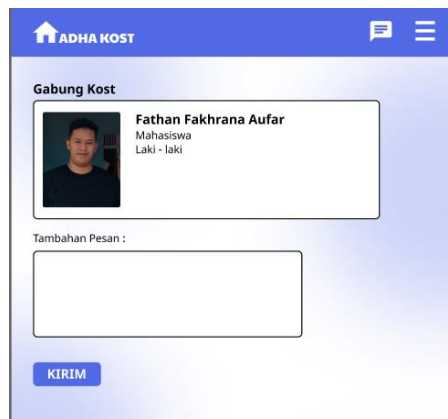 ADHA KOST
Gabung Kost
Fathan Fakhrana Aufar
Mahasiswa
Laki - laki
Tambahan Pesan :
KIRIM